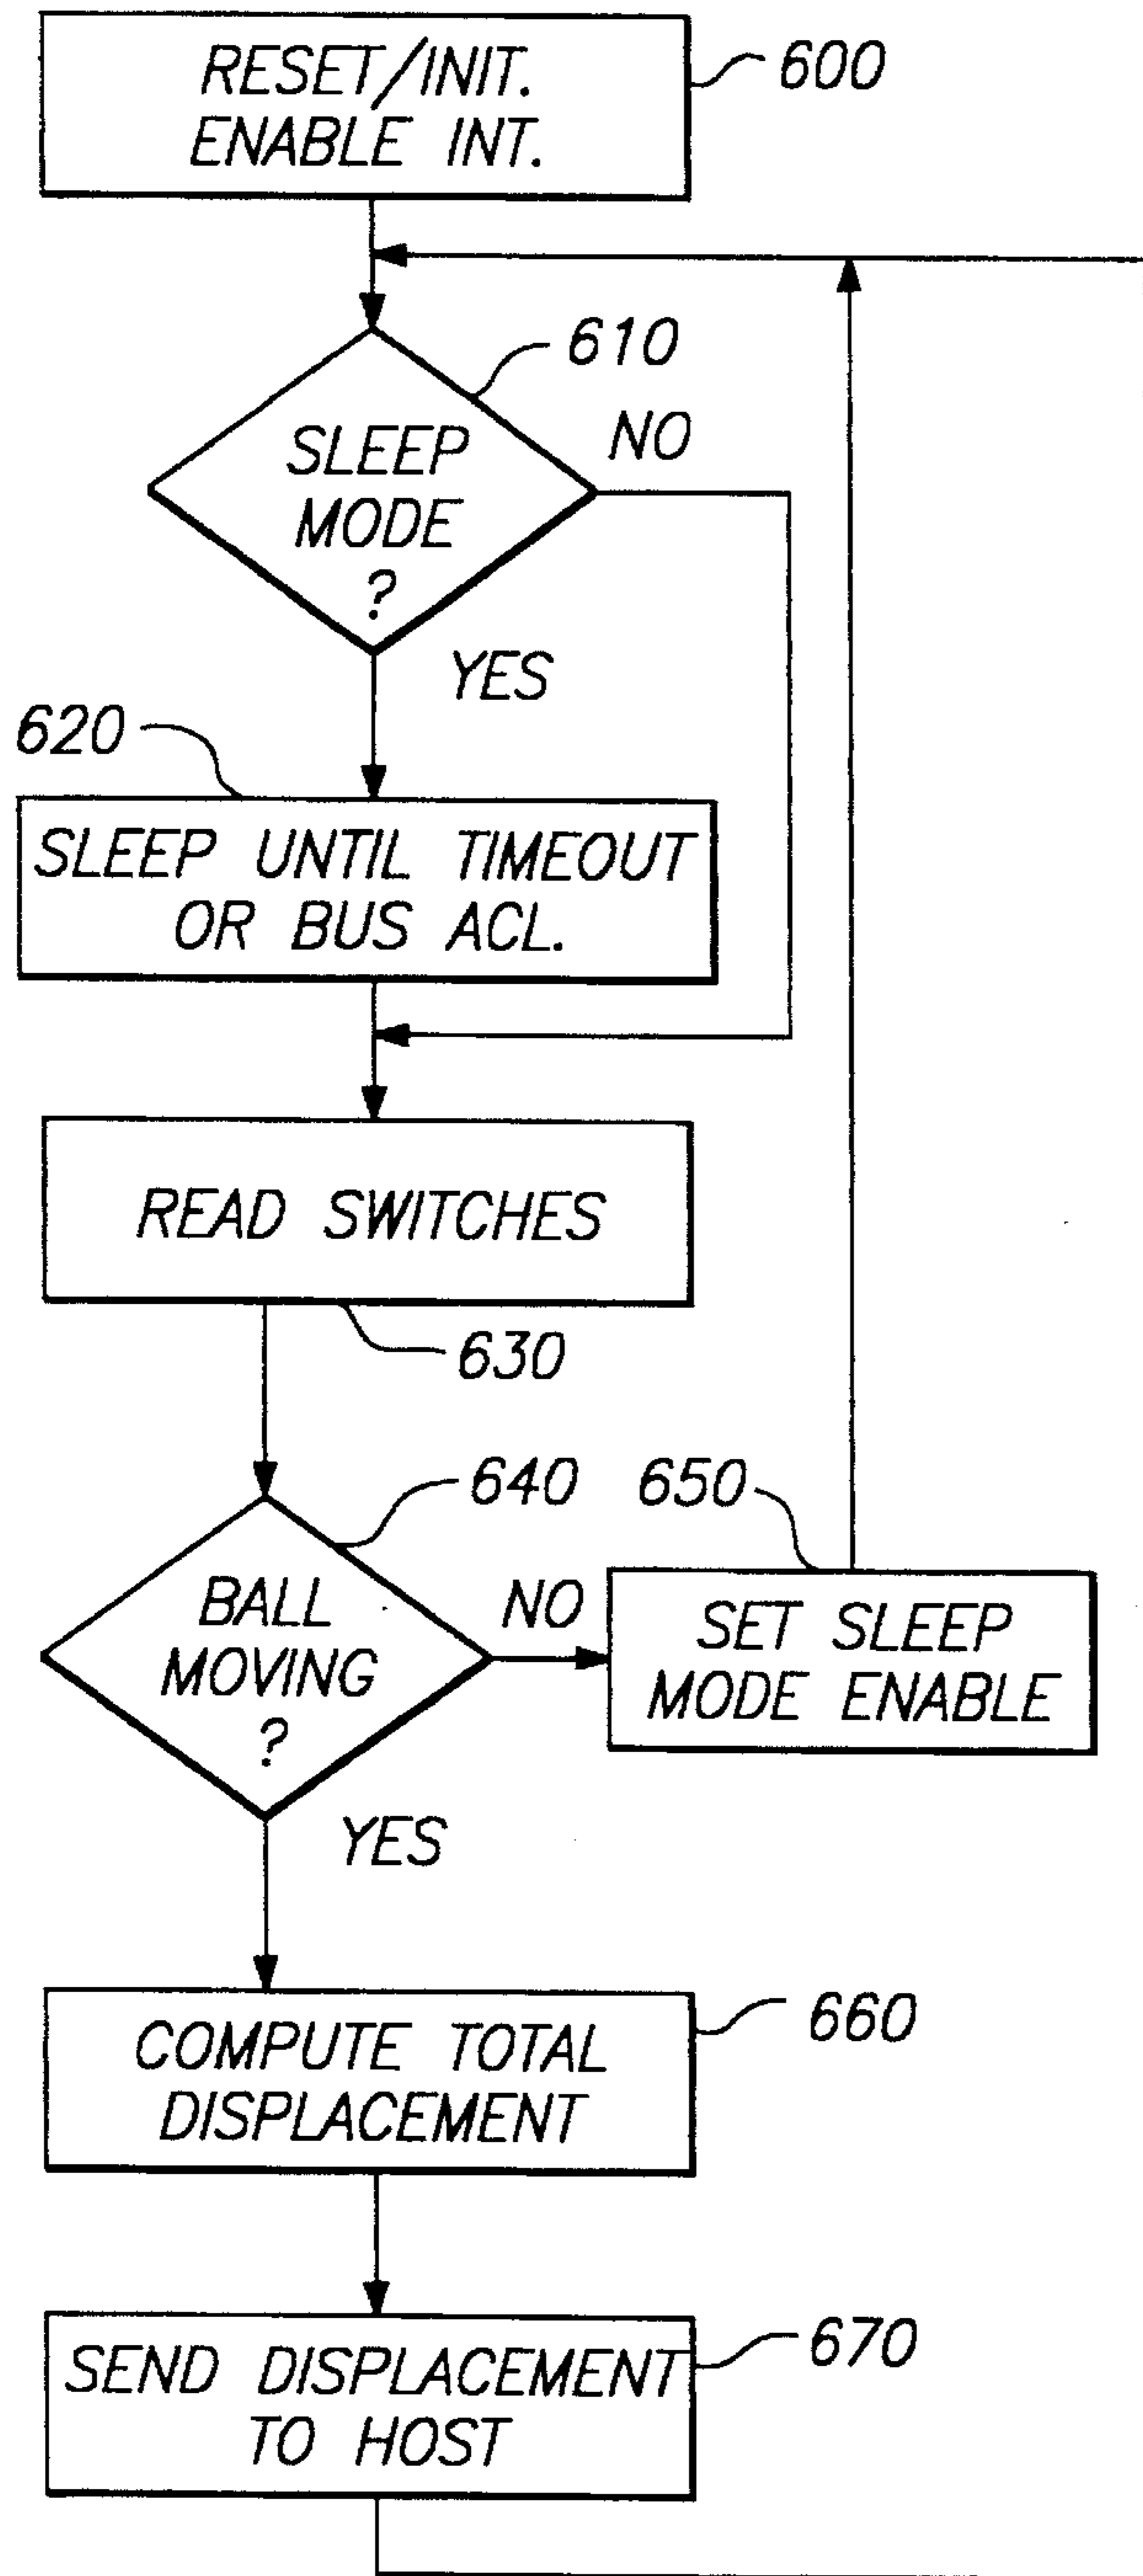 RESET/INIT.
ENABLE INT.
600
610
SLEEP
MODE
?
NO
YES
620
SLEEP UNTIL TIMEOUT
OR BUS ACL.
READ SWITCHES
630
640
BALL
MOVING
?
NO
650
SET SLEEP
MODE ENABLE
YES
COMPUTE TOTAL
DISPLACEMENT
660
SEND DISPLACEMENT
TO HOST
670